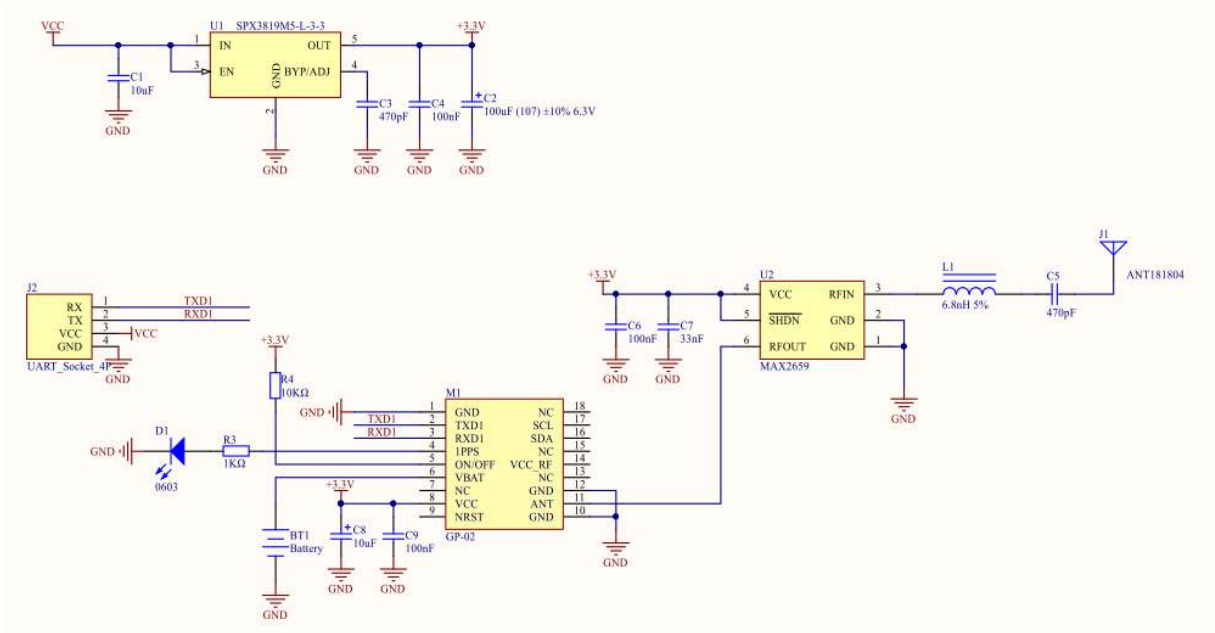 VCC
U1 SPX3819M5-L-3-3
+3.3V
1 IN OUT 5
3 EN BYP/ADJ 4
GND
2
C1
10uF
GND
C3
470pF
C4
100nF
C2
100uF (107) ±10% 6.3V
GND
GND
GND
GND
J2
RX 1 TXD1
TX 2 RXD1
VCC 3 VCC
GND 4
UART_Socket_4P
GND
+3.3V
R4
10KΩ
+3.3V
C6
100nF
C7
33nF
GND
GND
U2
4 VCC RFIN 3
5 SHDN GND 2
6 RFOUT GND 1
MAX2659
GND
L1
6.8nH 5%
C5
470pF
J1
ANT181804
M1
GND 1 GND NC 18
TXD1 2 TXD1 SCL 17
RXD1 3 RXD1 SDA 16
4 1PPS NC 15
5 ON/OFF VCC_RF 14
6 VBAT NC 13
7 NC GND 12
8 VCC ANT 11
9 NRST GND 10
GP-02
GND
GND
D1
0603
R3
1KΩ
+3.3V
C8
10uF
C9
100nF
GND
GND
BT1
Battery
GND